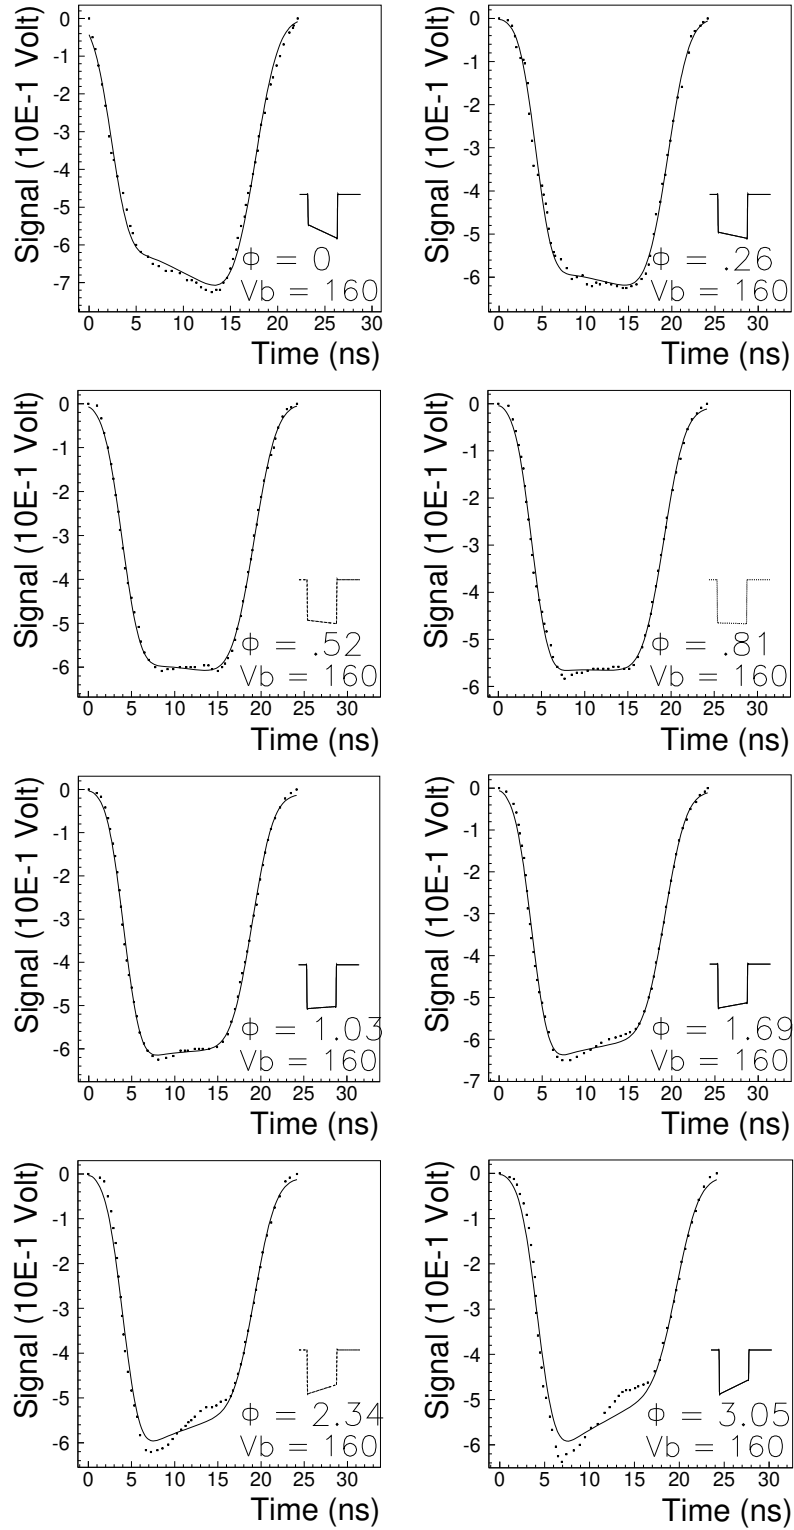 Signal (10E-1 Volt)
0
-1
-2
-3
-4
-5
-6
-7
Φ = 0
Vb = 160
0 5 10 15 20 25 30
Time (ns)
Signal (10E-1 Volt)
0
-1
-2
-3
-4
-5
-6
Φ = .26
Vb = 160
0 5 10 15 20 25 30
Time (ns)
Signal (10E-1 Volt)
0
-1
-2
-3
-4
-5
-6
Φ = .52
Vb = 160
0 5 10 15 20 25 30
Time (ns)
Signal (10E-1 Volt)
0
-1
-2
-3
-4
-5
-6
Φ = .81
Vb = 160
0 5 10 15 20 25 30
Time (ns)
Signal (10E-1 Volt)
0
-1
-2
-3
-4
-5
-6
Φ = 1.03
Vb = 160
0 5 10 15 20 25 30
Time (ns)
Signal (10E-1 Volt)
0
-1
-2
-3
-4
-5
-6
-7
Φ = 1.69
Vb = 160
0 5 10 15 20 25 30
Time (ns)
Signal (10E-1 Volt)
0
-1
-2
-3
-4
-5
-6
Φ = 2.34
Vb = 160
0 5 10 15 20 25 30
Time (ns)
Signal (10E-1 Volt)
0
-1
-2
-3
-4
-5
-6
Φ = 3.05
Vb = 160
0 10 20 30
Time (ns)